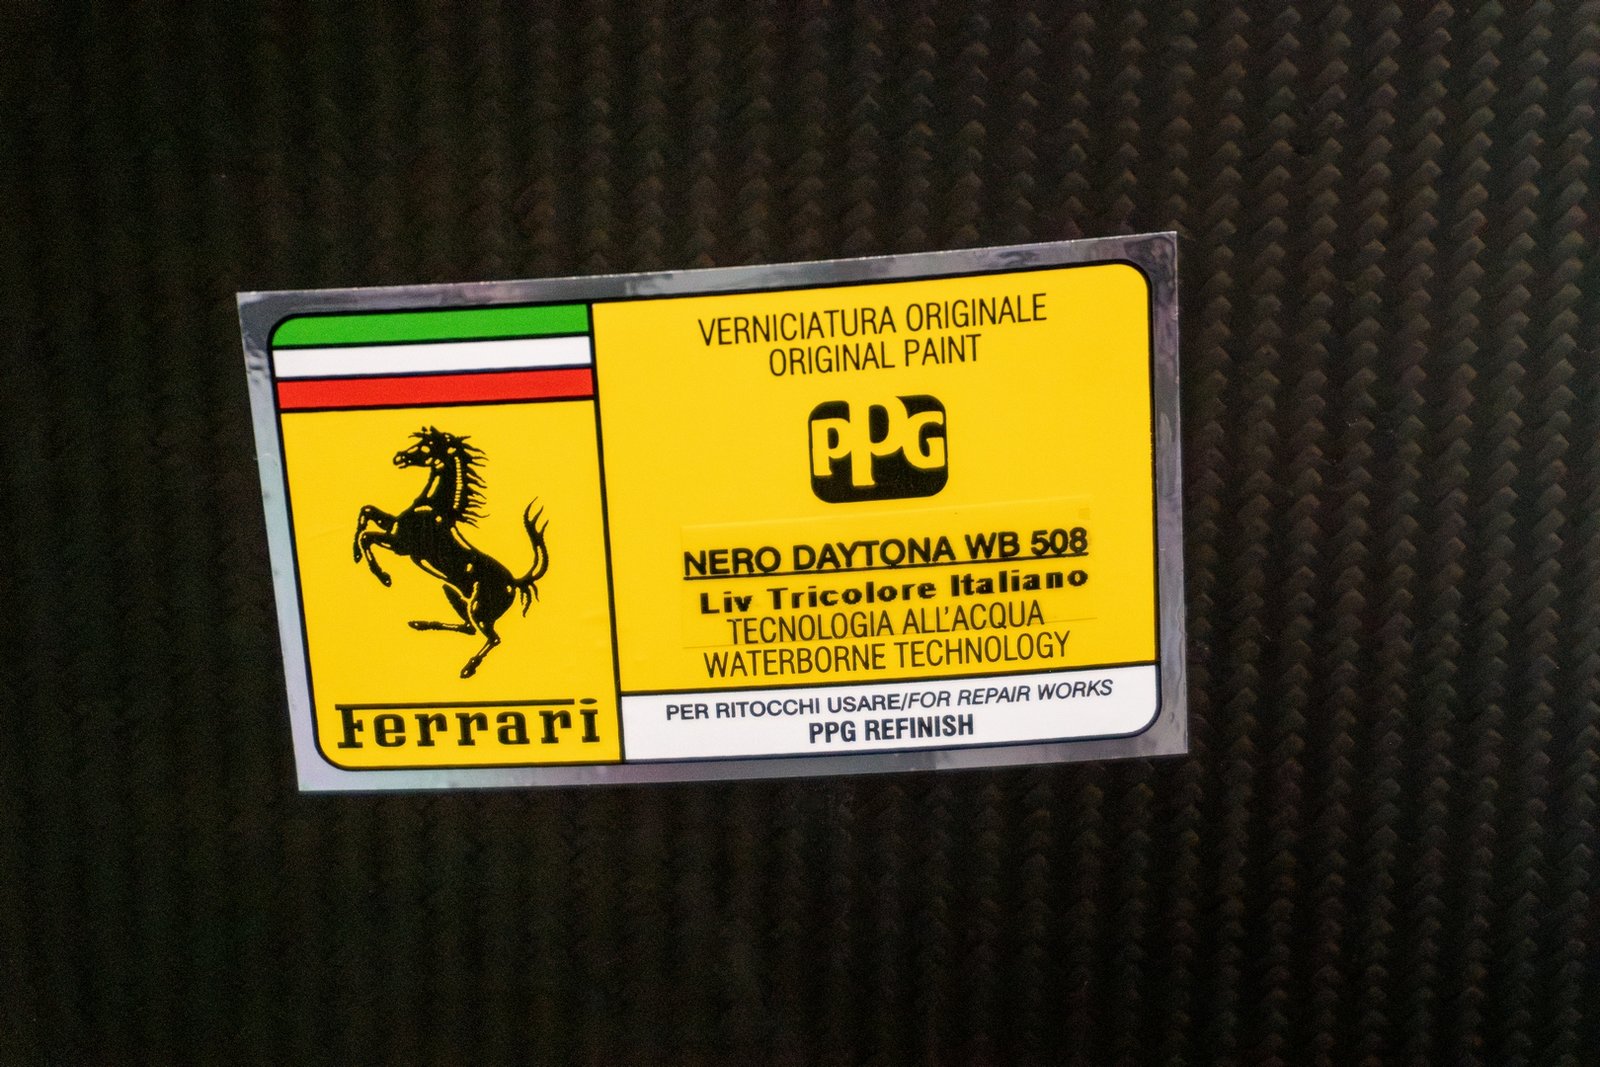 Ferrari
VERNICIATURA ORIGINALE
ORIGINAL PAINT
PPG
NERO DAYTONA WB 508
Liv Tricolore Italiano
TECNOLOGIA ALL'ACQUA
WATERBORNE TECHNOLOGY
PER RITOCCHI USARE/FOR REPAIR WORKS
PPG REFINISH